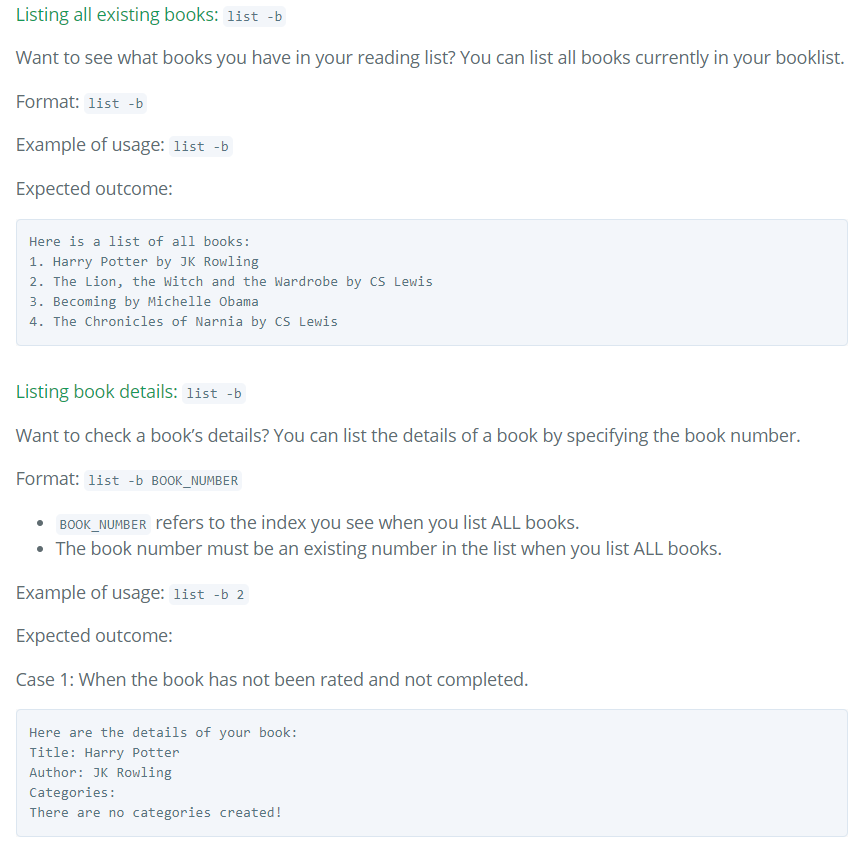 Listing all existing books: list -b
Want to see what books you have in your reading list? You can list all books currently in your booklist.
Format: list -b
Example of usage: list -b
Expected outcome:
Here is a list of all books:
1. Harry Potter by JK Rowling
2. The Lion, the Witch and the Wardrobe by CS Lewis
3. Becoming by Michelle Obama
4. The Chronicles of Narnia by CS Lewis
Listing book details: list -b
Want to check a book’s details? You can list the details of a book by specifying the book number.
Format: list -b BOOK_NUMBER
• BOOK_NUMBER refers to the index you see when you list ALL books.
• The book number must be an existing number in the list when you list ALL books.
Example of usage: list -b 2
Expected outcome:
Case 1: When the book has not been rated and not completed.
Here are the details of your book:
Title: Harry Potter
Author: JK Rowling
Categories:
There are no categories created!